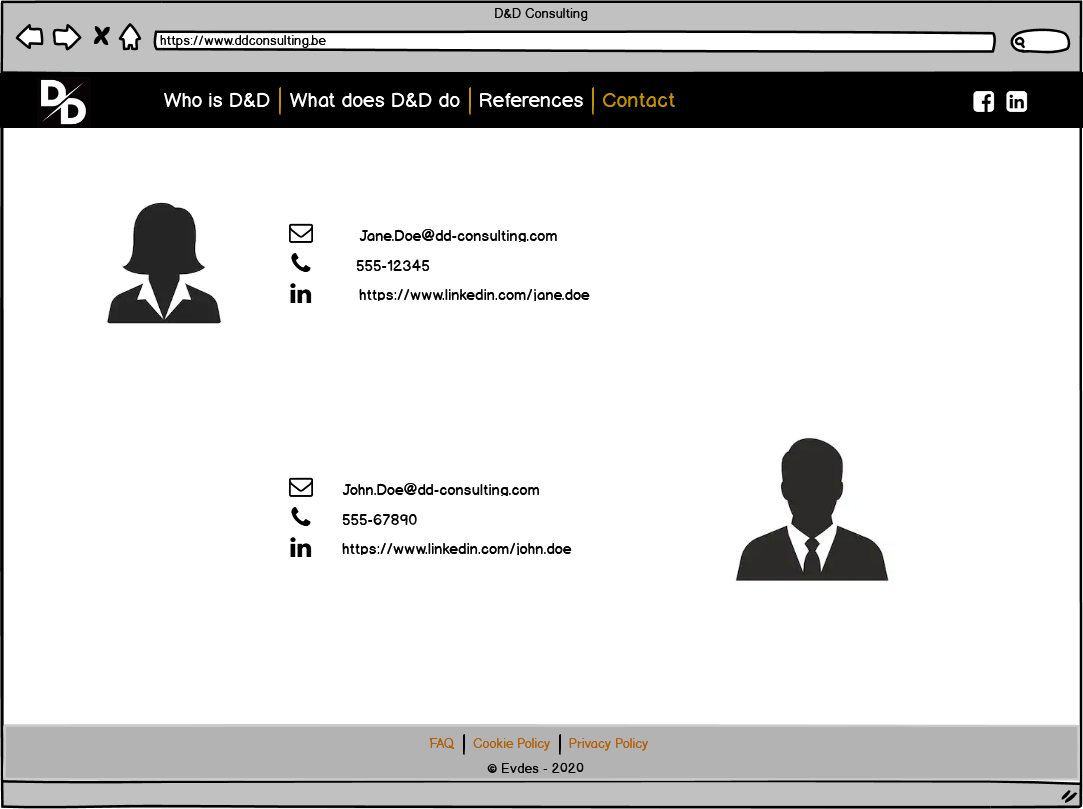 D&D Consulting
https://www.ddconsulting.be
D/D
Who is D&D | What does D&D do | References | Contact
Jane.Doe@dd-consulting.com
555-12345
https://www.linkedin.com/jane.doe
John.Doe@dd-consulting.com
555-67890
https://www.linkedin.com/john.doe
FAQ | Cookie Policy | Privacy Policy
© Evdes - 2020